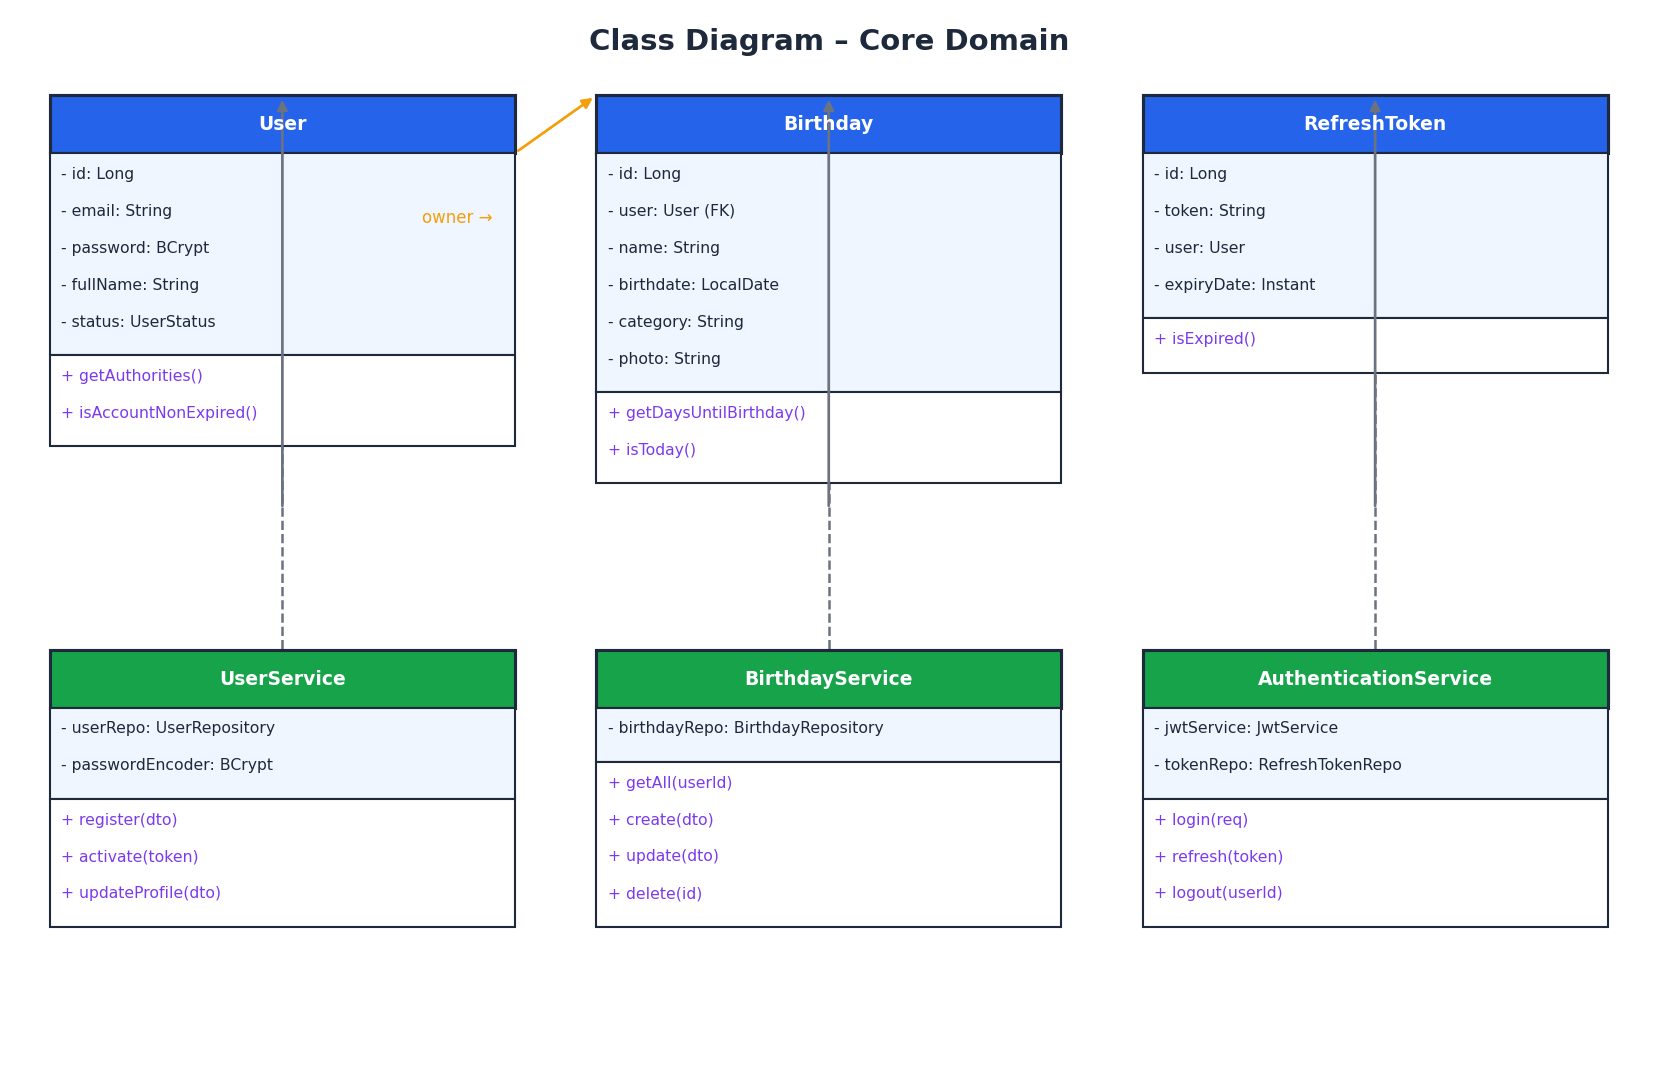 Class Diagram – Core Domain
User
- id: Long
- email: String
- password: BCrypt
- fullName: String
- status: UserStatus
+ getAuthorities()
+ isAccountNonExpired()
owner →
Birthday
- id: Long
- user: User (FK)
- name: String
- birthdate: LocalDate
- category: String
- photo: String
+ getDaysUntilBirthday()
+ isToday()
RefreshToken
- id: Long
- token: String
- user: User
- expiryDate: Instant
+ isExpired()
UserService
- userRepo: UserRepository
- passwordEncoder: BCrypt
+ register(dto)
+ activate(token)
+ updateProfile(dto)
BirthdayService
- birthdayRepo: BirthdayRepository
+ getAll(userId)
+ create(dto)
+ update(dto)
+ delete(id)
AuthenticationService
- jwtService: JwtService
- tokenRepo: RefreshTokenRepo
+ login(req)
+ refresh(token)
+ logout(userId)